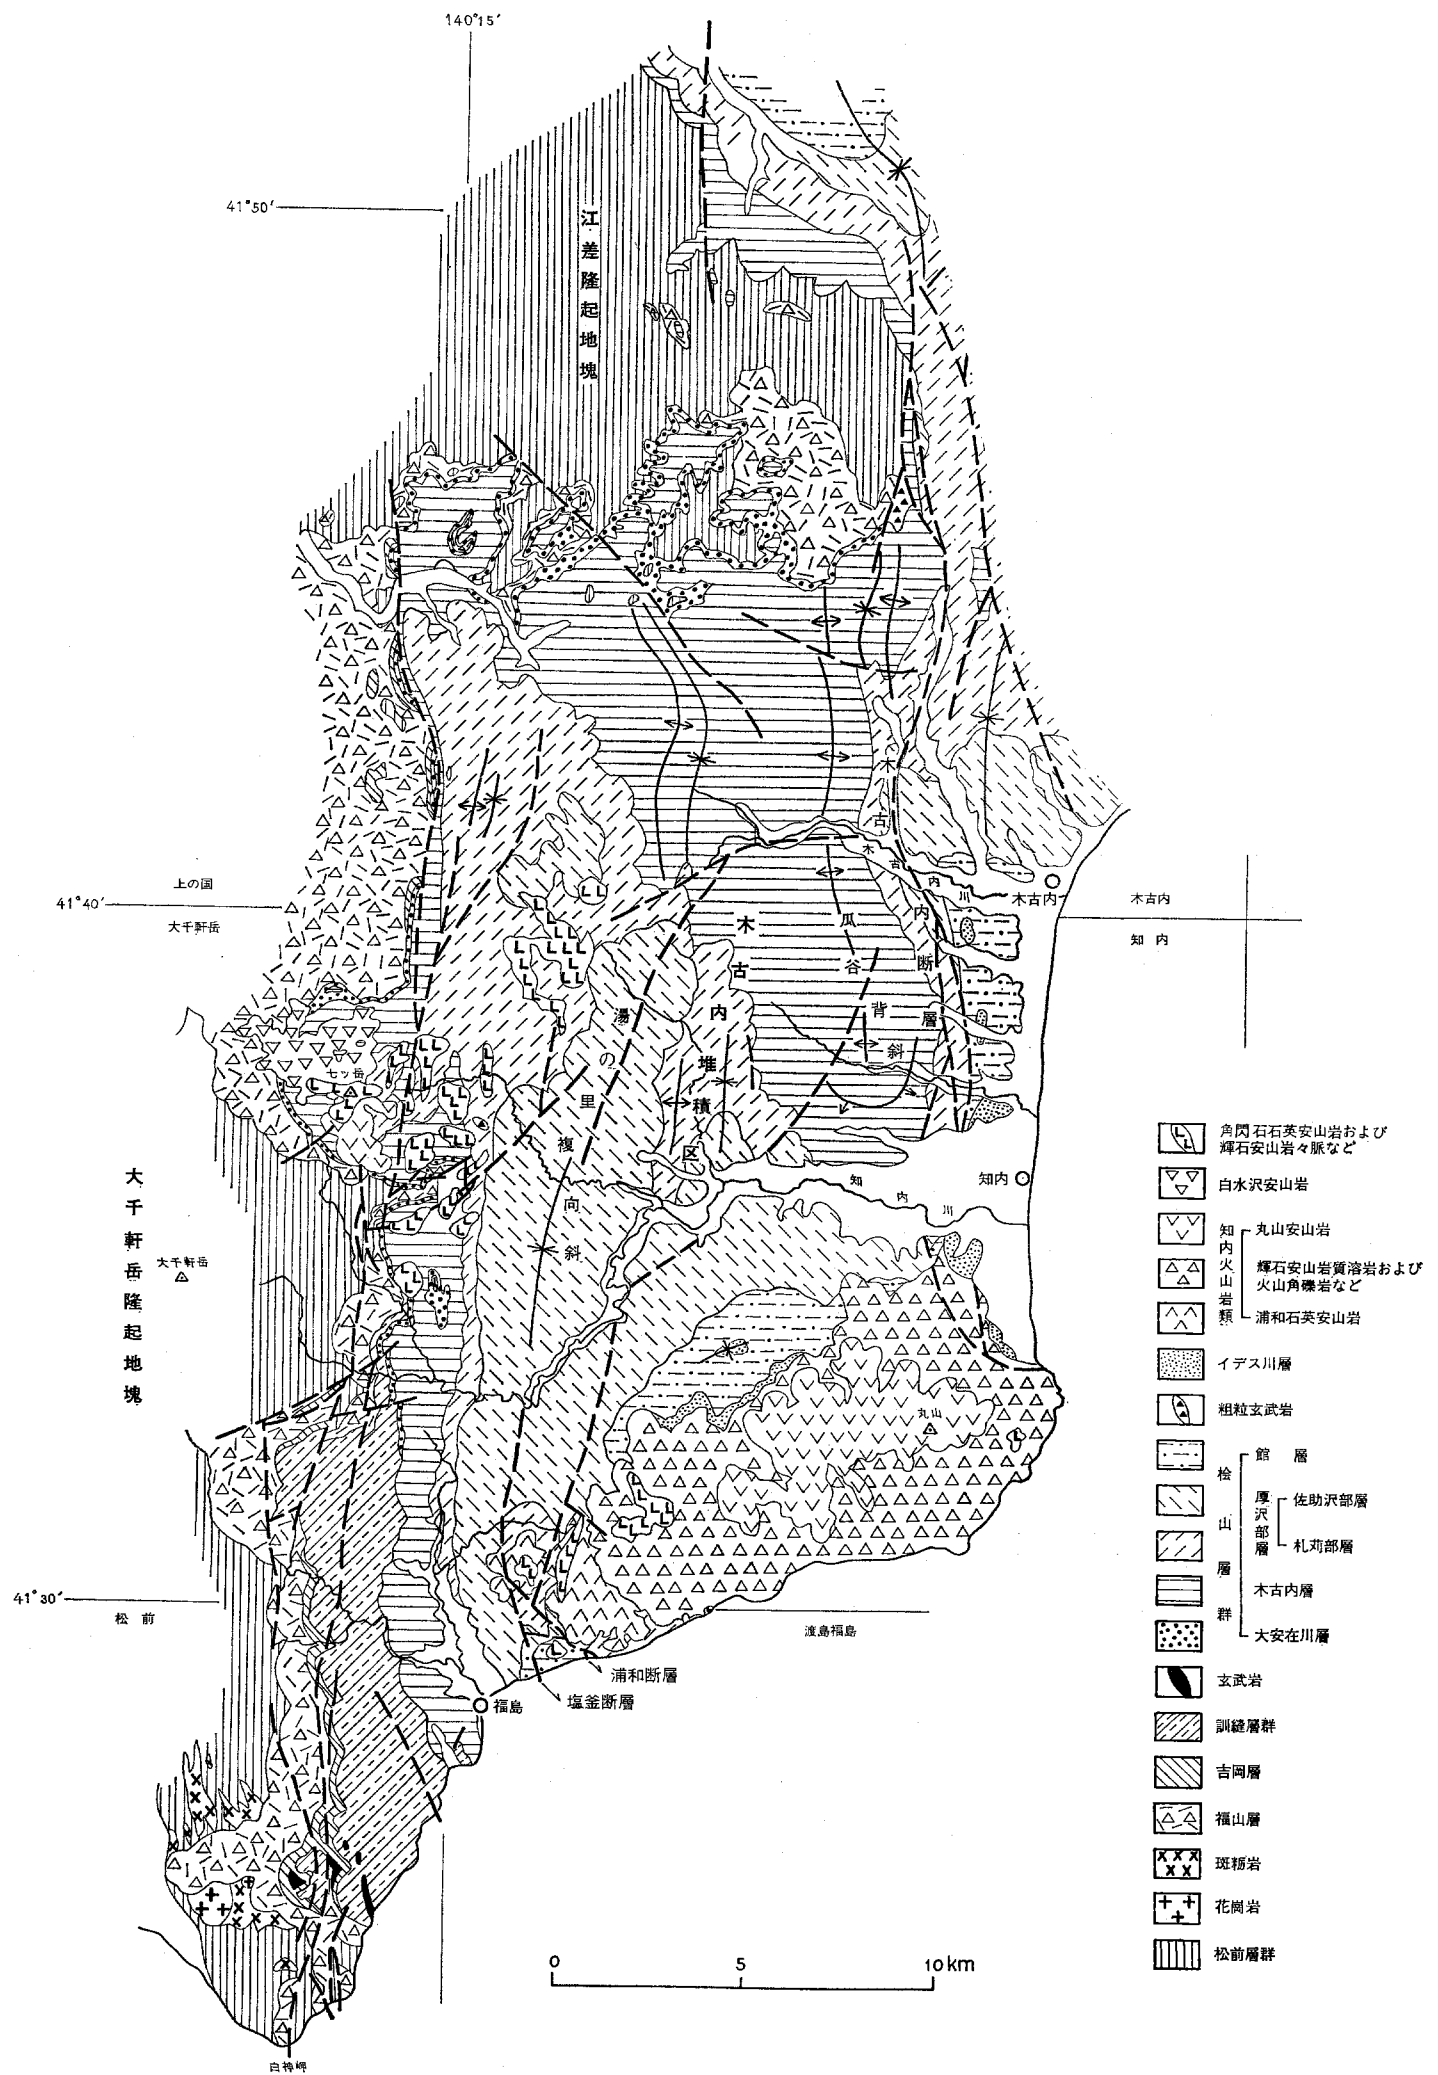 140°15′
41°50′
江差隆起地塊
上の国
41°40′
大千軒岳
木古内
木古内
知内
木古内川
木古内断層
木古内堆積区
瓜谷背斜
湯の里複向斜
七ッ岳
知内
知内川
大千軒岳隆起地塊
大千軒岳
丸山
41°30′
松前
渡島福島
浦和断層
塩釜断層
福島
白神岬
0 5 10km
角閃石石英安山岩および
輝石安山岩々脈など
白水沢安山岩
知内火山岩類
丸山安山岩
輝石安山岩質溶岩および
火山角礫岩など
浦和石英安山岩
イデス川層
粗粒玄武岩
桧山層群
館層
厚沢部層
佐助沢部層
札苅部層
木古内層
大安在川層
玄武岩
訓縫層群
吉岡層
福山層
斑粝岩
花崗岩
松前層群